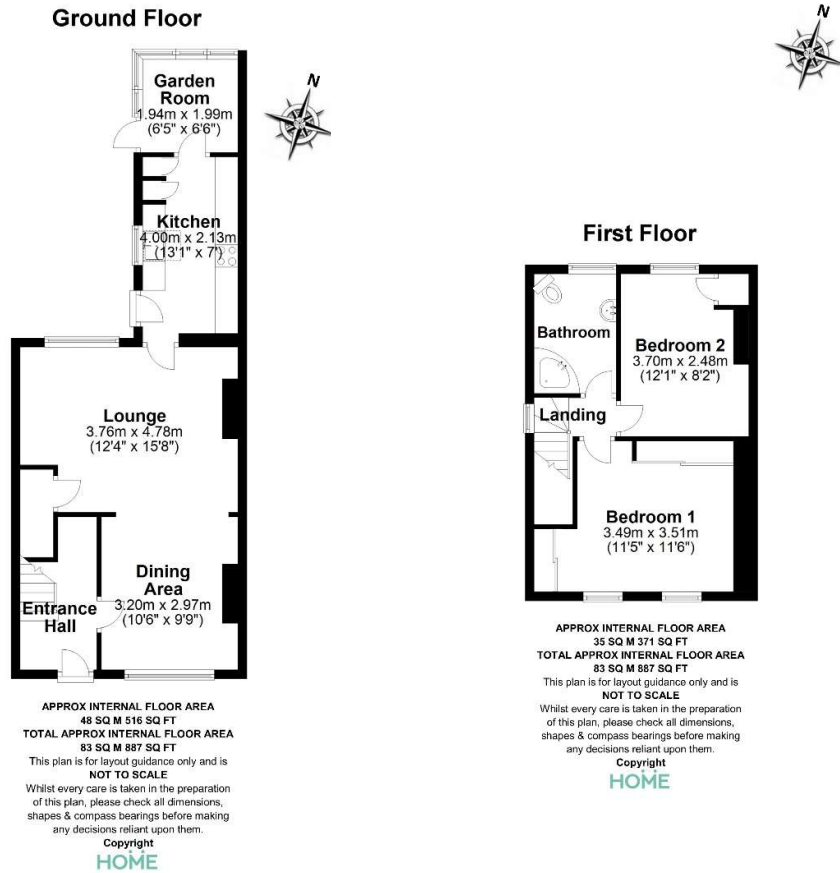 Ground Floor
N
Garden
Room
1.94m x 1.99m
(6'5" x 6'6")
Kitchen
4.00m x 2.13m
(13'1" x 7')
Lounge
3.76m x 4.78m
(12'4" x 15'8")
Dining
Area
3.20m x 2.97m
(10'6" x 9'9")
Entrance
Hall
APPROX INTERNAL FLOOR AREA
48 SQ M 516 SQ FT
TOTAL APPROX INTERNAL FLOOR AREA
83 SQ M 887 SQ FT
This plan is for layout guidance only and is
NOT TO SCALE
Whilst every care is taken in the preparation
of this plan, please check all dimensions,
shapes & compass bearings before making
any decisions reliant upon them.
Copyright
HOME
N
First Floor
Bathroom
Bedroom 2
3.70m x 2.48m
(12'1" x 8'2")
Landing
Bedroom 1
3.49m x 3.51m
(11'5" x 11'6")
APPROX INTERNAL FLOOR AREA
35 SQ M 371 SQ FT
TOTAL APPROX INTERNAL FLOOR AREA
83 SQ M 887 SQ FT
This plan is for layout guidance only and is
NOT TO SCALE
Whilst every care is taken in the preparation
of this plan, please check all dimensions,
shapes & compass bearings before making
any decisions reliant upon them.
Copyright
HOME